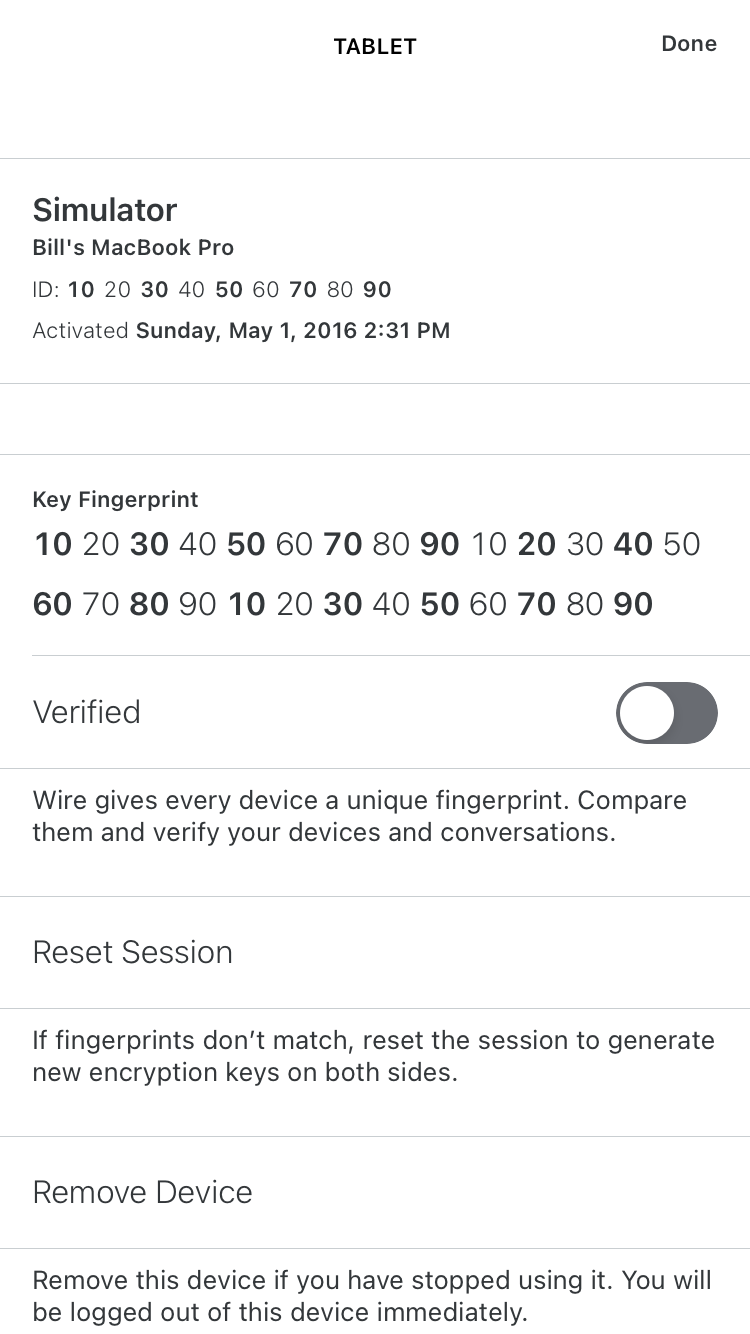 TABLET
Done
Simulator
Bill's MacBook Pro
ID: 10 20 30 40 50 60 70 80 90
Activated Sunday, May 1, 2016 2:31 PM
Key Fingerprint
10 20 30 40 50 60 70 80 90 10 20 30 40 50
60 70 80 90 10 20 30 40 50 60 70 80 90
Verified
Wire gives every device a unique fingerprint. Compare
them and verify your devices and conversations.
Reset Session
If fingerprints don’t match, reset the session to generate
new encryption keys on both sides.
Remove Device
Remove this device if you have stopped using it. You will
be logged out of this device immediately.